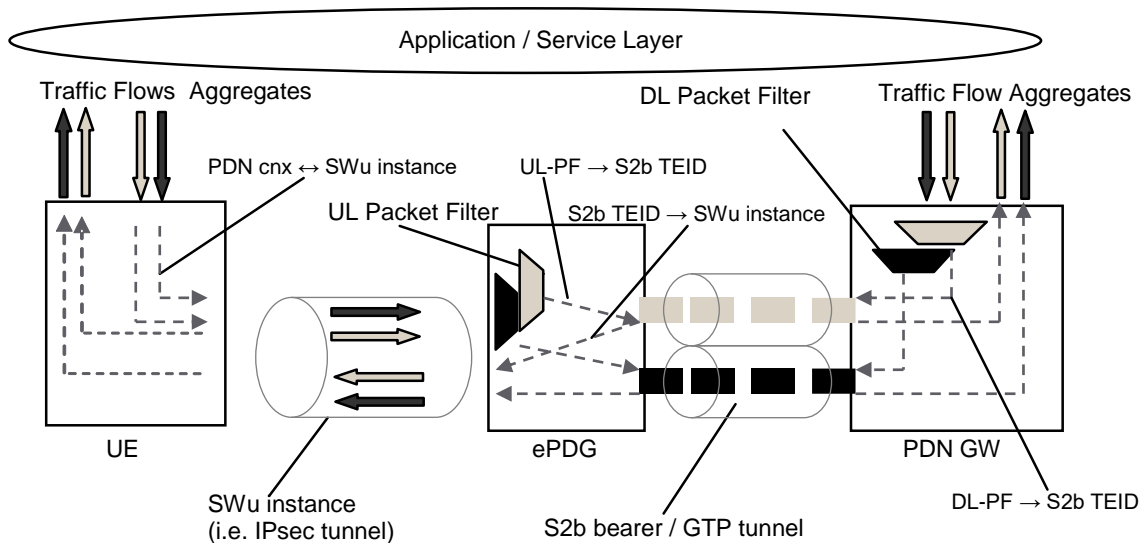 Application / Service Layer
Traffic Flows Aggregates
DL Packet Filter
Traffic Flow Aggregates
PDN cnx ↔ SWu instance
UL-PF → S2b TEID
UL Packet Filter
S2b TEID → SWu instance
UE
ePDG
PDN GW
SWu instance
(i.e. IPsec tunnel)
S2b bearer / GTP tunnel
DL-PF → S2b TEID